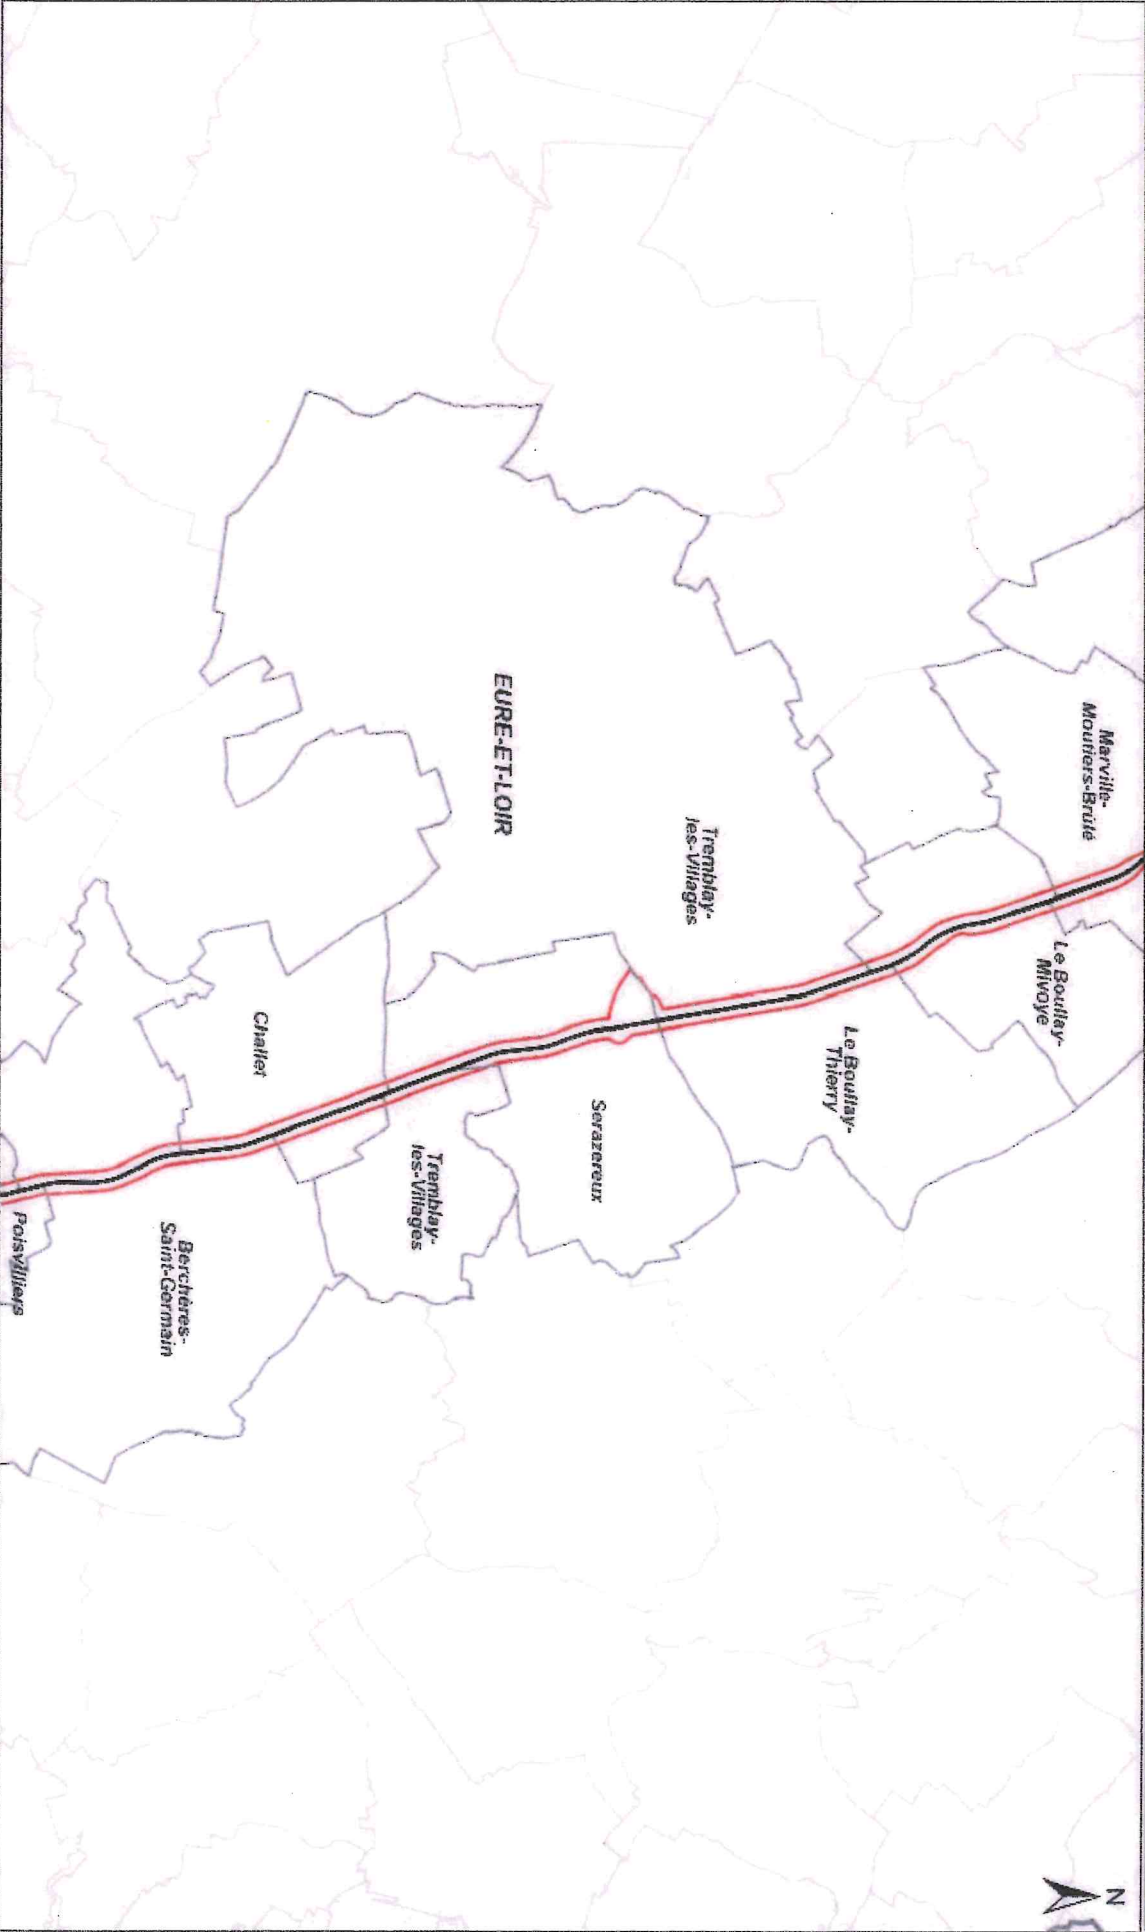 N
Marville-
Moutiers-Brûlé
Le Boullay-
Mivoye
Le Boullay-
Thierry
Tremblay-
les-Villages
Serazereux
EURE-ET-LOIR
Tremblay-
les-Villages
Challet
Berchères-
Saint-Germain
Poisvilliers